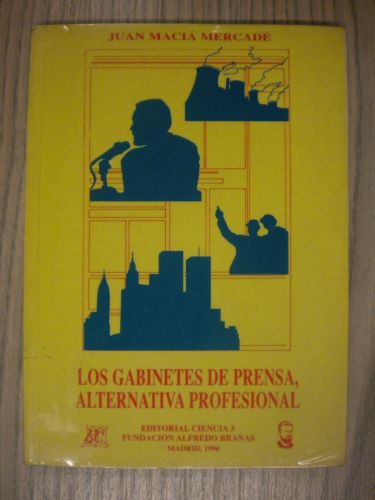 JUAN MACIÁ MERCADÉ
LOS GABINETES DE PRENSA,
ALTERNATIVA PROFESIONAL
EDITORIAL CIENCIA 3
FUNDACIÓN ALFREDO BRAÑAS
MADRID, 1996